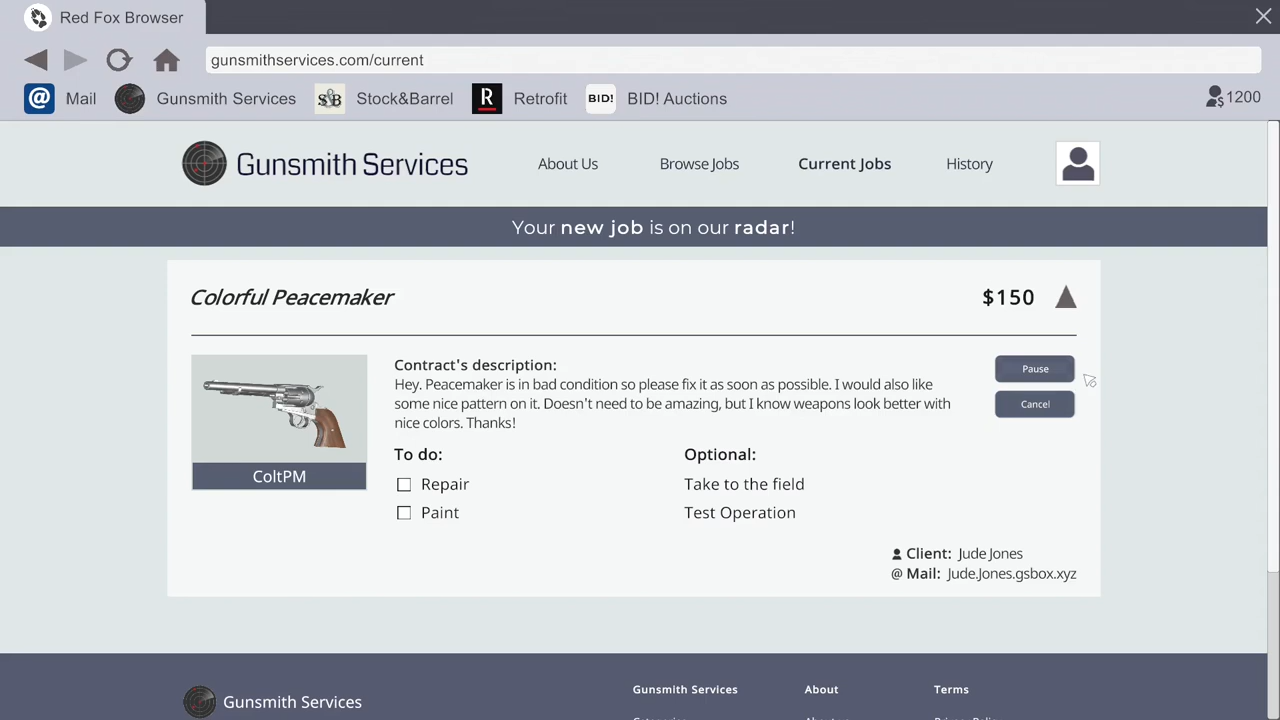 Red Fox Browser
gunsmithservices.com/current
@ Mail Gunsmith Services S&B Stock&Barrel R Retrofit BID! BID! Auctions 1200
Gunsmith Services About Us Browse Jobs Current Jobs History
Your new job is on our radar!
Colorful Peacemaker $150
Contract's description:
Hey. Peacemaker is in bad condition so please fix it as soon as possible. I would also like
some nice pattern on it. Doesn't need to be amazing, but I know weapons look better with
nice colors. Thanks!
Pause
Cancel
ColtPM
To do: Optional:
Repair Take to the field
Paint Test Operation
Client: Jude Jones
@ Mail: Jude.Jones.gsbox.xyz
Gunsmith Services
Gunsmith Services About Terms